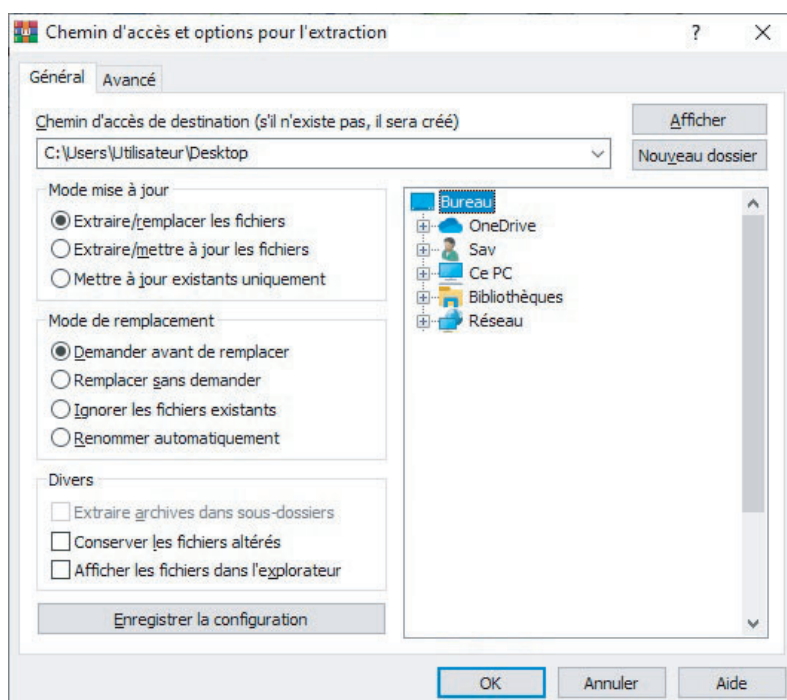 Chemin d'accès et options pour l'extraction
Général
Avancé
Chemin d'accès de destination (s'il n'existe pas, il sera créé)
Afficher
C:\Users\Utilisateur\Desktop
Nouveau dossier
Mode mise à jour
Extraire/remplacer les fichiers
Extraire/mettre à jour les fichiers
Mettre à jour existants uniquement
Mode de remplacement
Demander avant de remplacer
Remplacer sans demander
Ignorer les fichiers existants
Renommer automatiquement
Divers
Extraire archives dans sous-dossiers
Conserver les fichiers altérés
Afficher les fichiers dans l'explorateur
Enregistrer la configuration
Bureau
OneDrive
Sav
Ce PC
Bibliothèques
Réseau
OK
Annuler
Aide